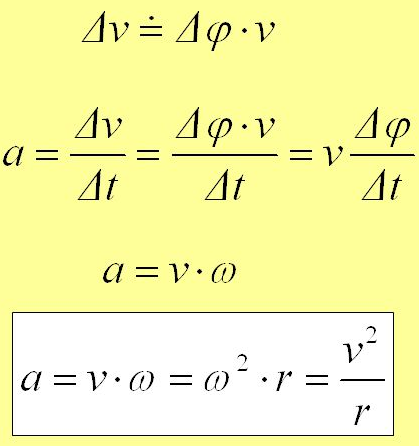 Δv ≐ Δφ · v
a = Δv/Δt = Δφ · v/Δt = v Δφ/Δt
a = v · ω
a = v · ω = ω² · r = v²/r